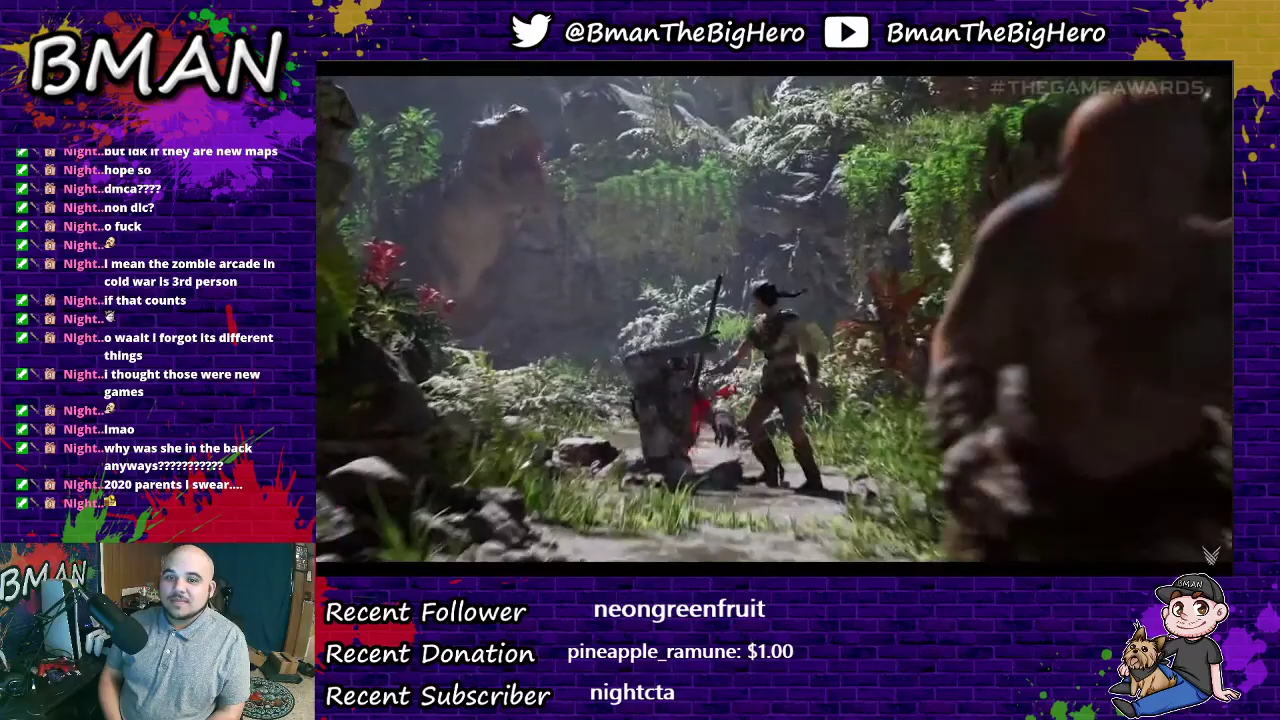 BMAN
@BmanTheBigHero
BmanTheBigHero
#THEGAMEAWARDS
Night..but idk if they are new maps
Night..hope so
Night..dmca????
Night..non dlc?
Night..o fuck
Night..
Night..I mean the zombie arcade in
cold war is 3rd person
Night..if that counts
Night..
Night..o waait I forgot its different
things
Night..i thought those were new
games
Night..
Night..lmao
Night..why was she in the back
anyways???????????
Night..2020 parents I swear....
Night..
BMAN
Recent Follower neongreenfruit
Recent Donation pineapple_ramune: $1.00
Recent Subscriber nightcta
BMAN